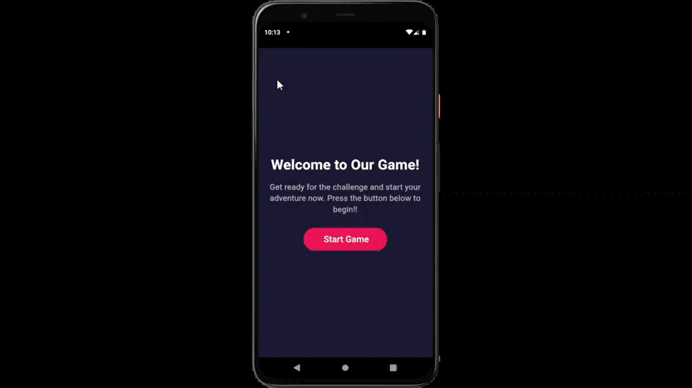 10:13
Welcome to Our Game!
Get ready for the challenge and start your
adventure now. Press the button below to
begin!!
Start Game